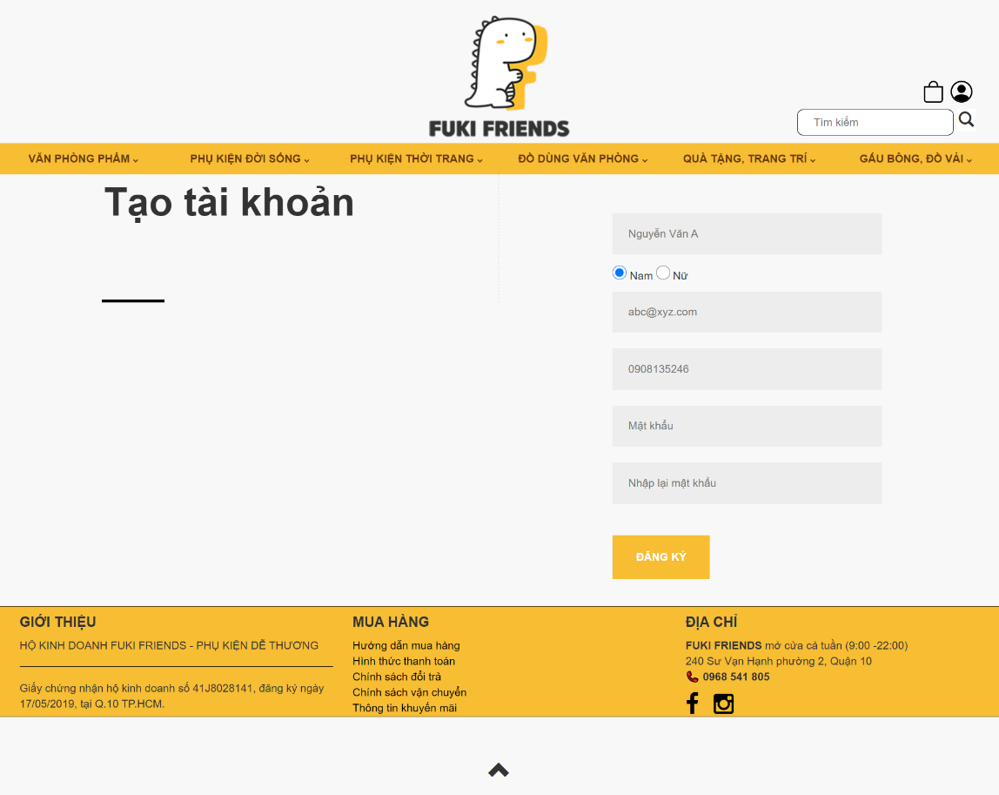 FUKI FRIENDS
Tìm kiếm
VĂN PHÒNG PHẨM
PHỤ KIỆN ĐỜI SỐNG
PHỤ KIỆN THỜI TRANG
ĐỒ DÙNG VĂN PHÒNG
QUÀ TẶNG, TRANG TRÍ
GẤU BÔNG, ĐỒ VẢI
Tạo tài khoản
Nguyễn Văn A
Nam Nữ
abc@xyz.com
0908135246
Mật khẩu
Nhập lại mật khẩu
ĐĂNG KÝ
GIỚI THIỆU
HỘ KINH DOANH FUKI FRIENDS - PHỤ KIỆN DỄ THƯƠNG
Giấy chứng nhận hộ kinh doanh số 41J8028141, đăng ký ngày
17/05/2019, tại Q.10 TP.HCM.
MUA HÀNG
Hướng dẫn mua hàng
Hình thức thanh toán
Chính sách đổi trả
Chính sách vận chuyển
Thông tin khuyến mãi
ĐỊA CHỈ
FUKI FRIENDS mở cửa cả tuần (9:00 -22:00)
240 Sư Vạn Hạnh phường 2, Quận 10
0968 541 805